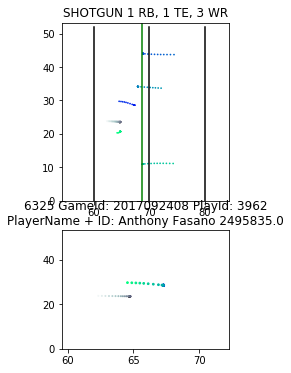 SHOTGUN 1 RB, 1 TE, 3 WR
50
40
30
20
10
0
60 70 80
6325 GameId: 2017092408 PlayId: 3962
PlayerName + ID: Anthony Fasano 2495835.0
40
20
0
60 65 70